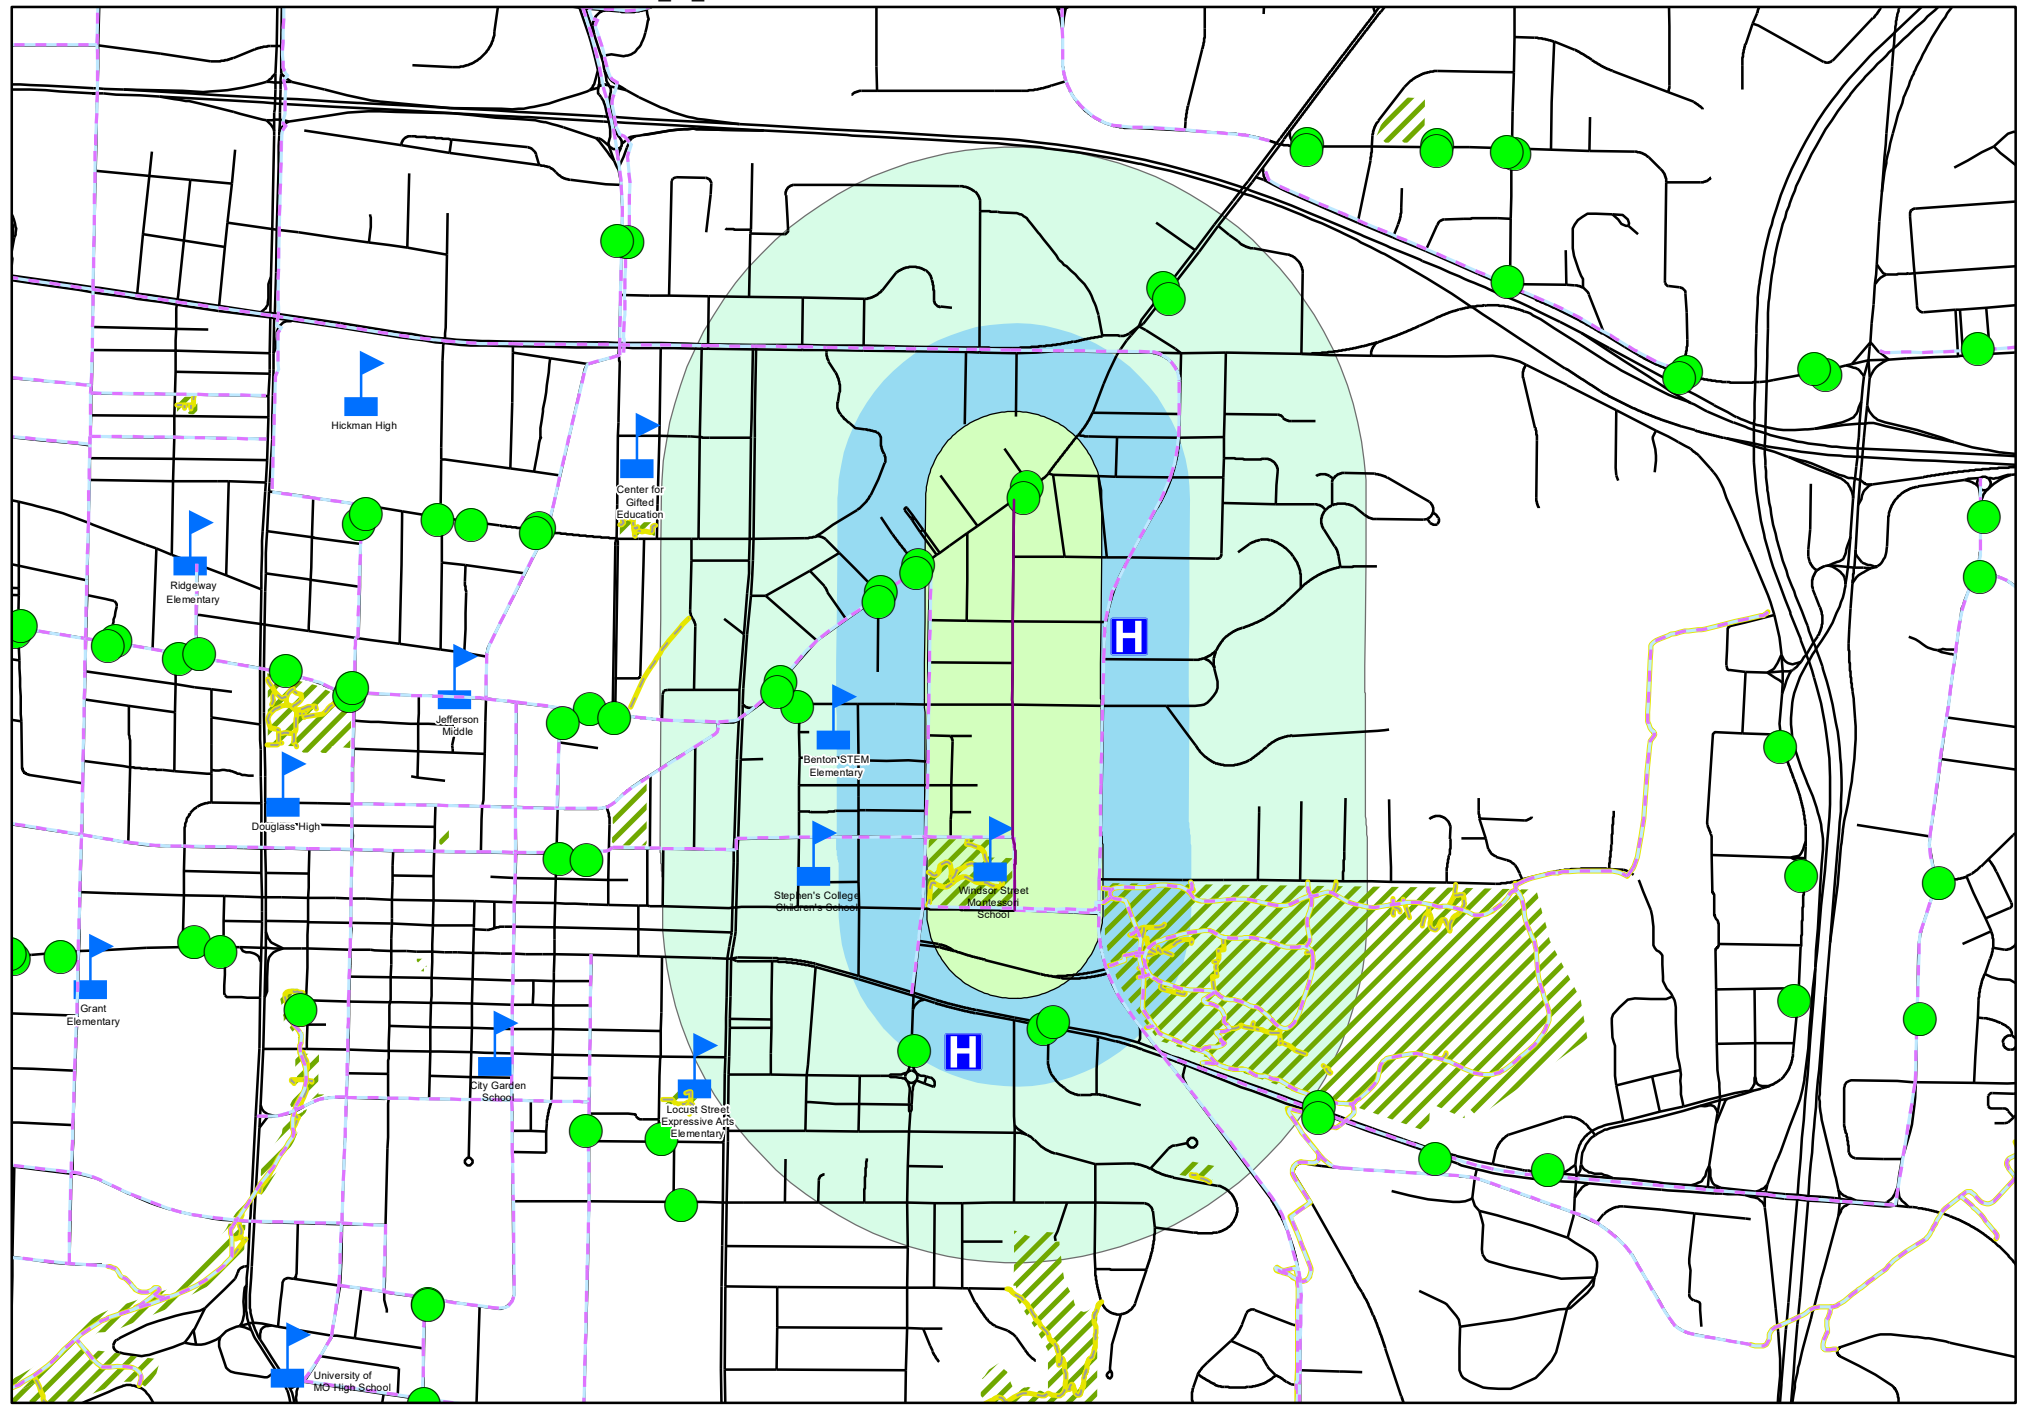 Hickman High
Center for
Gifted
Education
Ridgeway
Elementary
H
Jefferson
Middle
Benton STEM
Elementary
Douglass High
Stephen's College
Children's School
Windsor Street
Montessori
School
Grant
Elementary
H
City Garden
School
Locust Street
Expressive Arts
Elementary
University of
MO High School